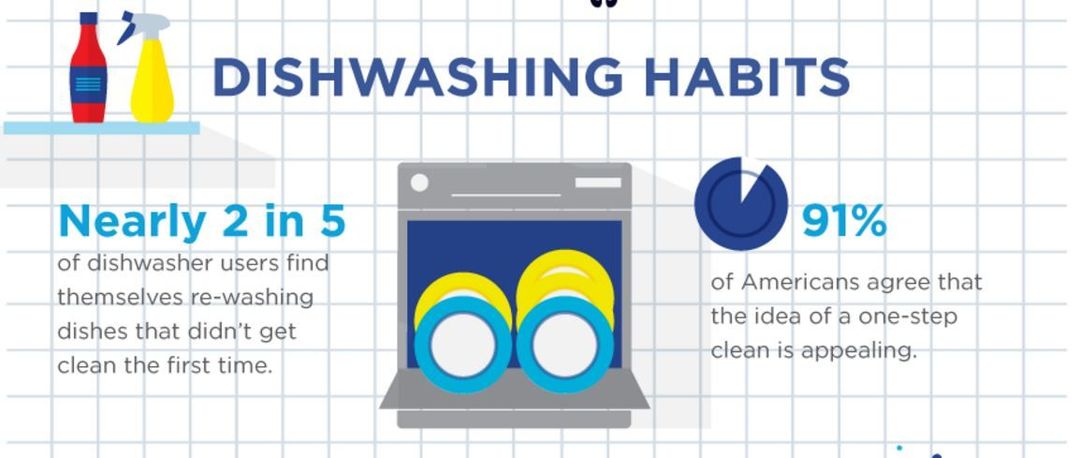 DISHWASHING HABITS
Nearly 2 in 5
of dishwasher users find
themselves re-washing
dishes that didn’t get
clean the first time.
91%
of Americans agree that
the idea of a one-step
clean is appealing.